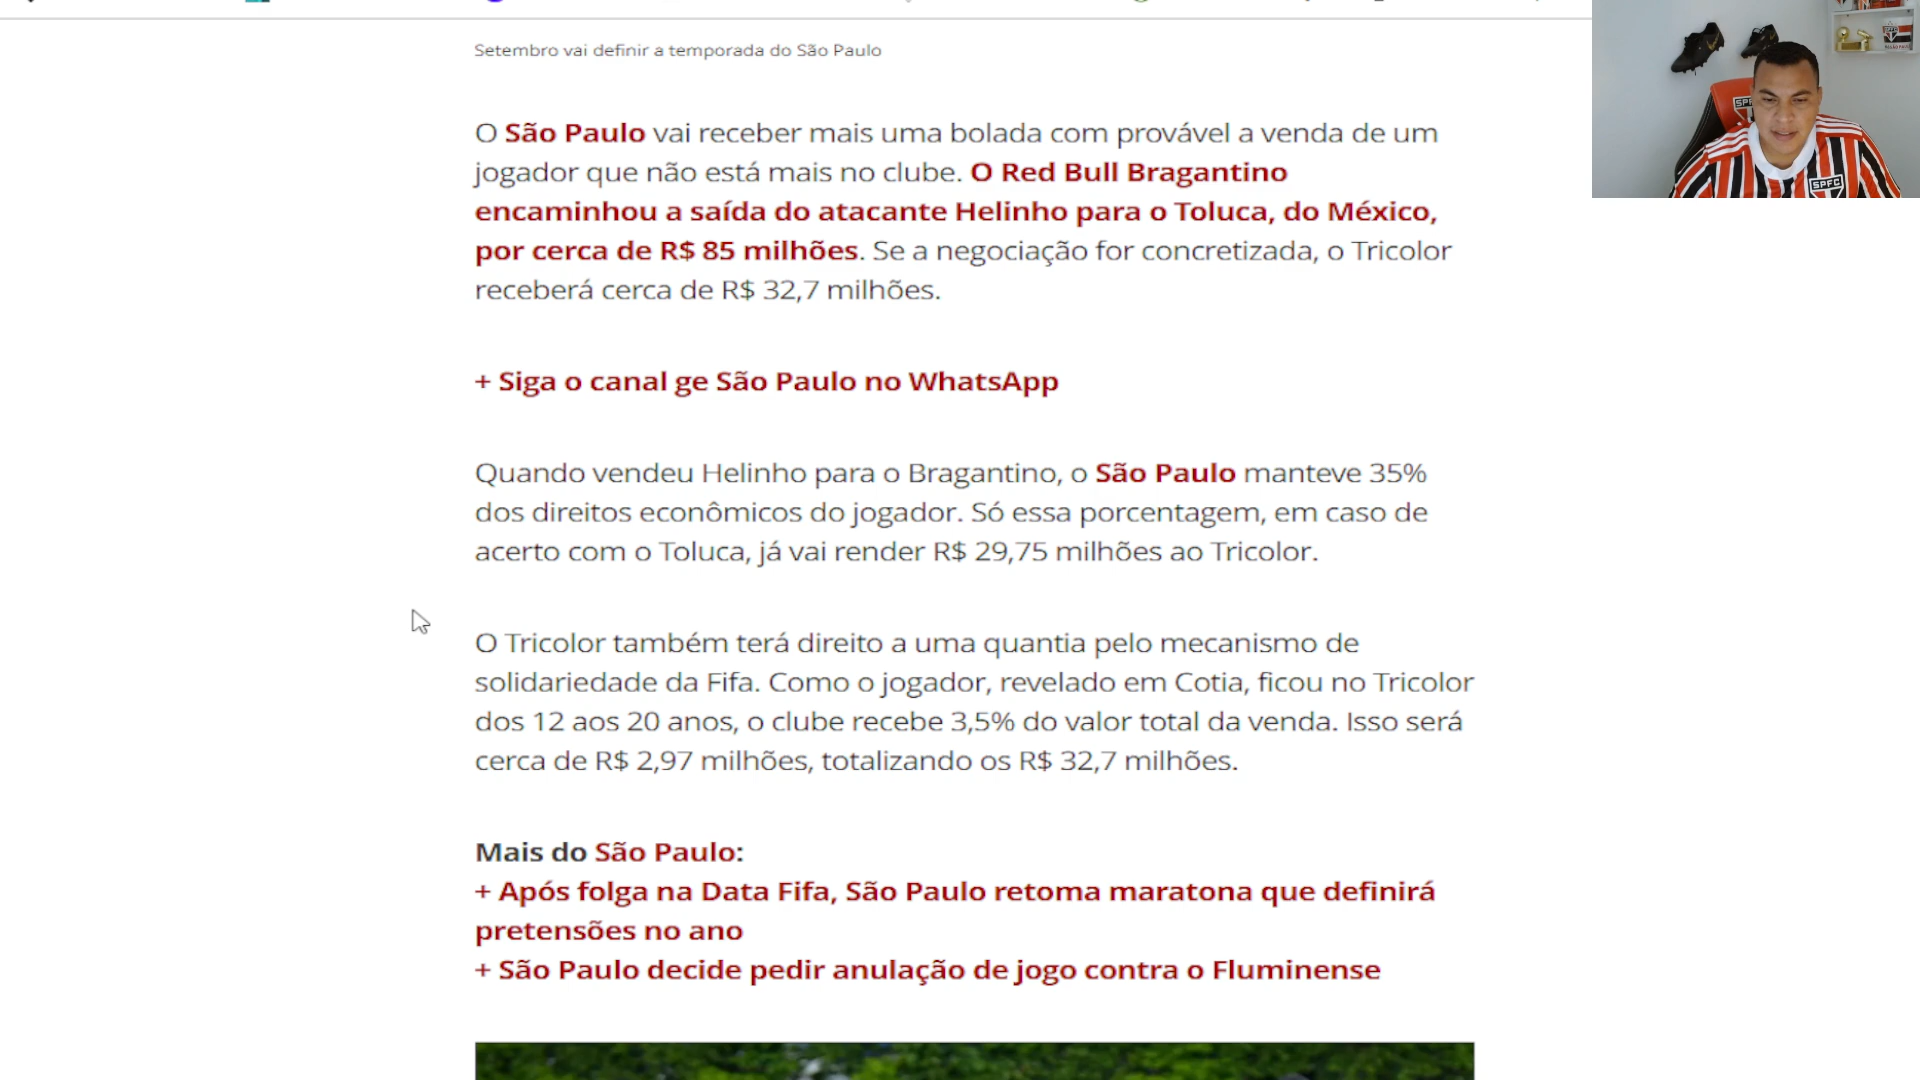 Setembro vai definir a temporada do São Paulo
O São Paulo vai receber mais uma bolada com provável a venda de um
jogador que não está mais no clube. O Red Bull Bragantino
encaminhou a saída do atacante Helinho para o Toluca, do México,
por cerca de R$ 85 milhões. Se a negociação for concretizada, o Tricolor
receberá cerca de R$ 32,7 milhões.
+ Siga o canal ge São Paulo no WhatsApp
Quando vendeu Helinho para o Bragantino, o São Paulo manteve 35%
dos direitos econômicos do jogador. Só essa porcentagem, em caso de
acerto com o Toluca, já vai render R$ 29,75 milhões ao Tricolor.
O Tricolor também terá direito a uma quantia pelo mecanismo de
solidariedade da Fifa. Como o jogador, revelado em Cotia, ficou no Tricolor
dos 12 aos 20 anos, o clube recebe 3,5% do valor total da venda. Isso será
cerca de R$ 2,97 milhões, totalizando os R$ 32,7 milhões.
Mais do São Paulo:
+ Após folga na Data Fifa, São Paulo retoma maratona que definirá
pretensões no ano
+ São Paulo decide pedir anulação de jogo contra o Fluminense
SPFC